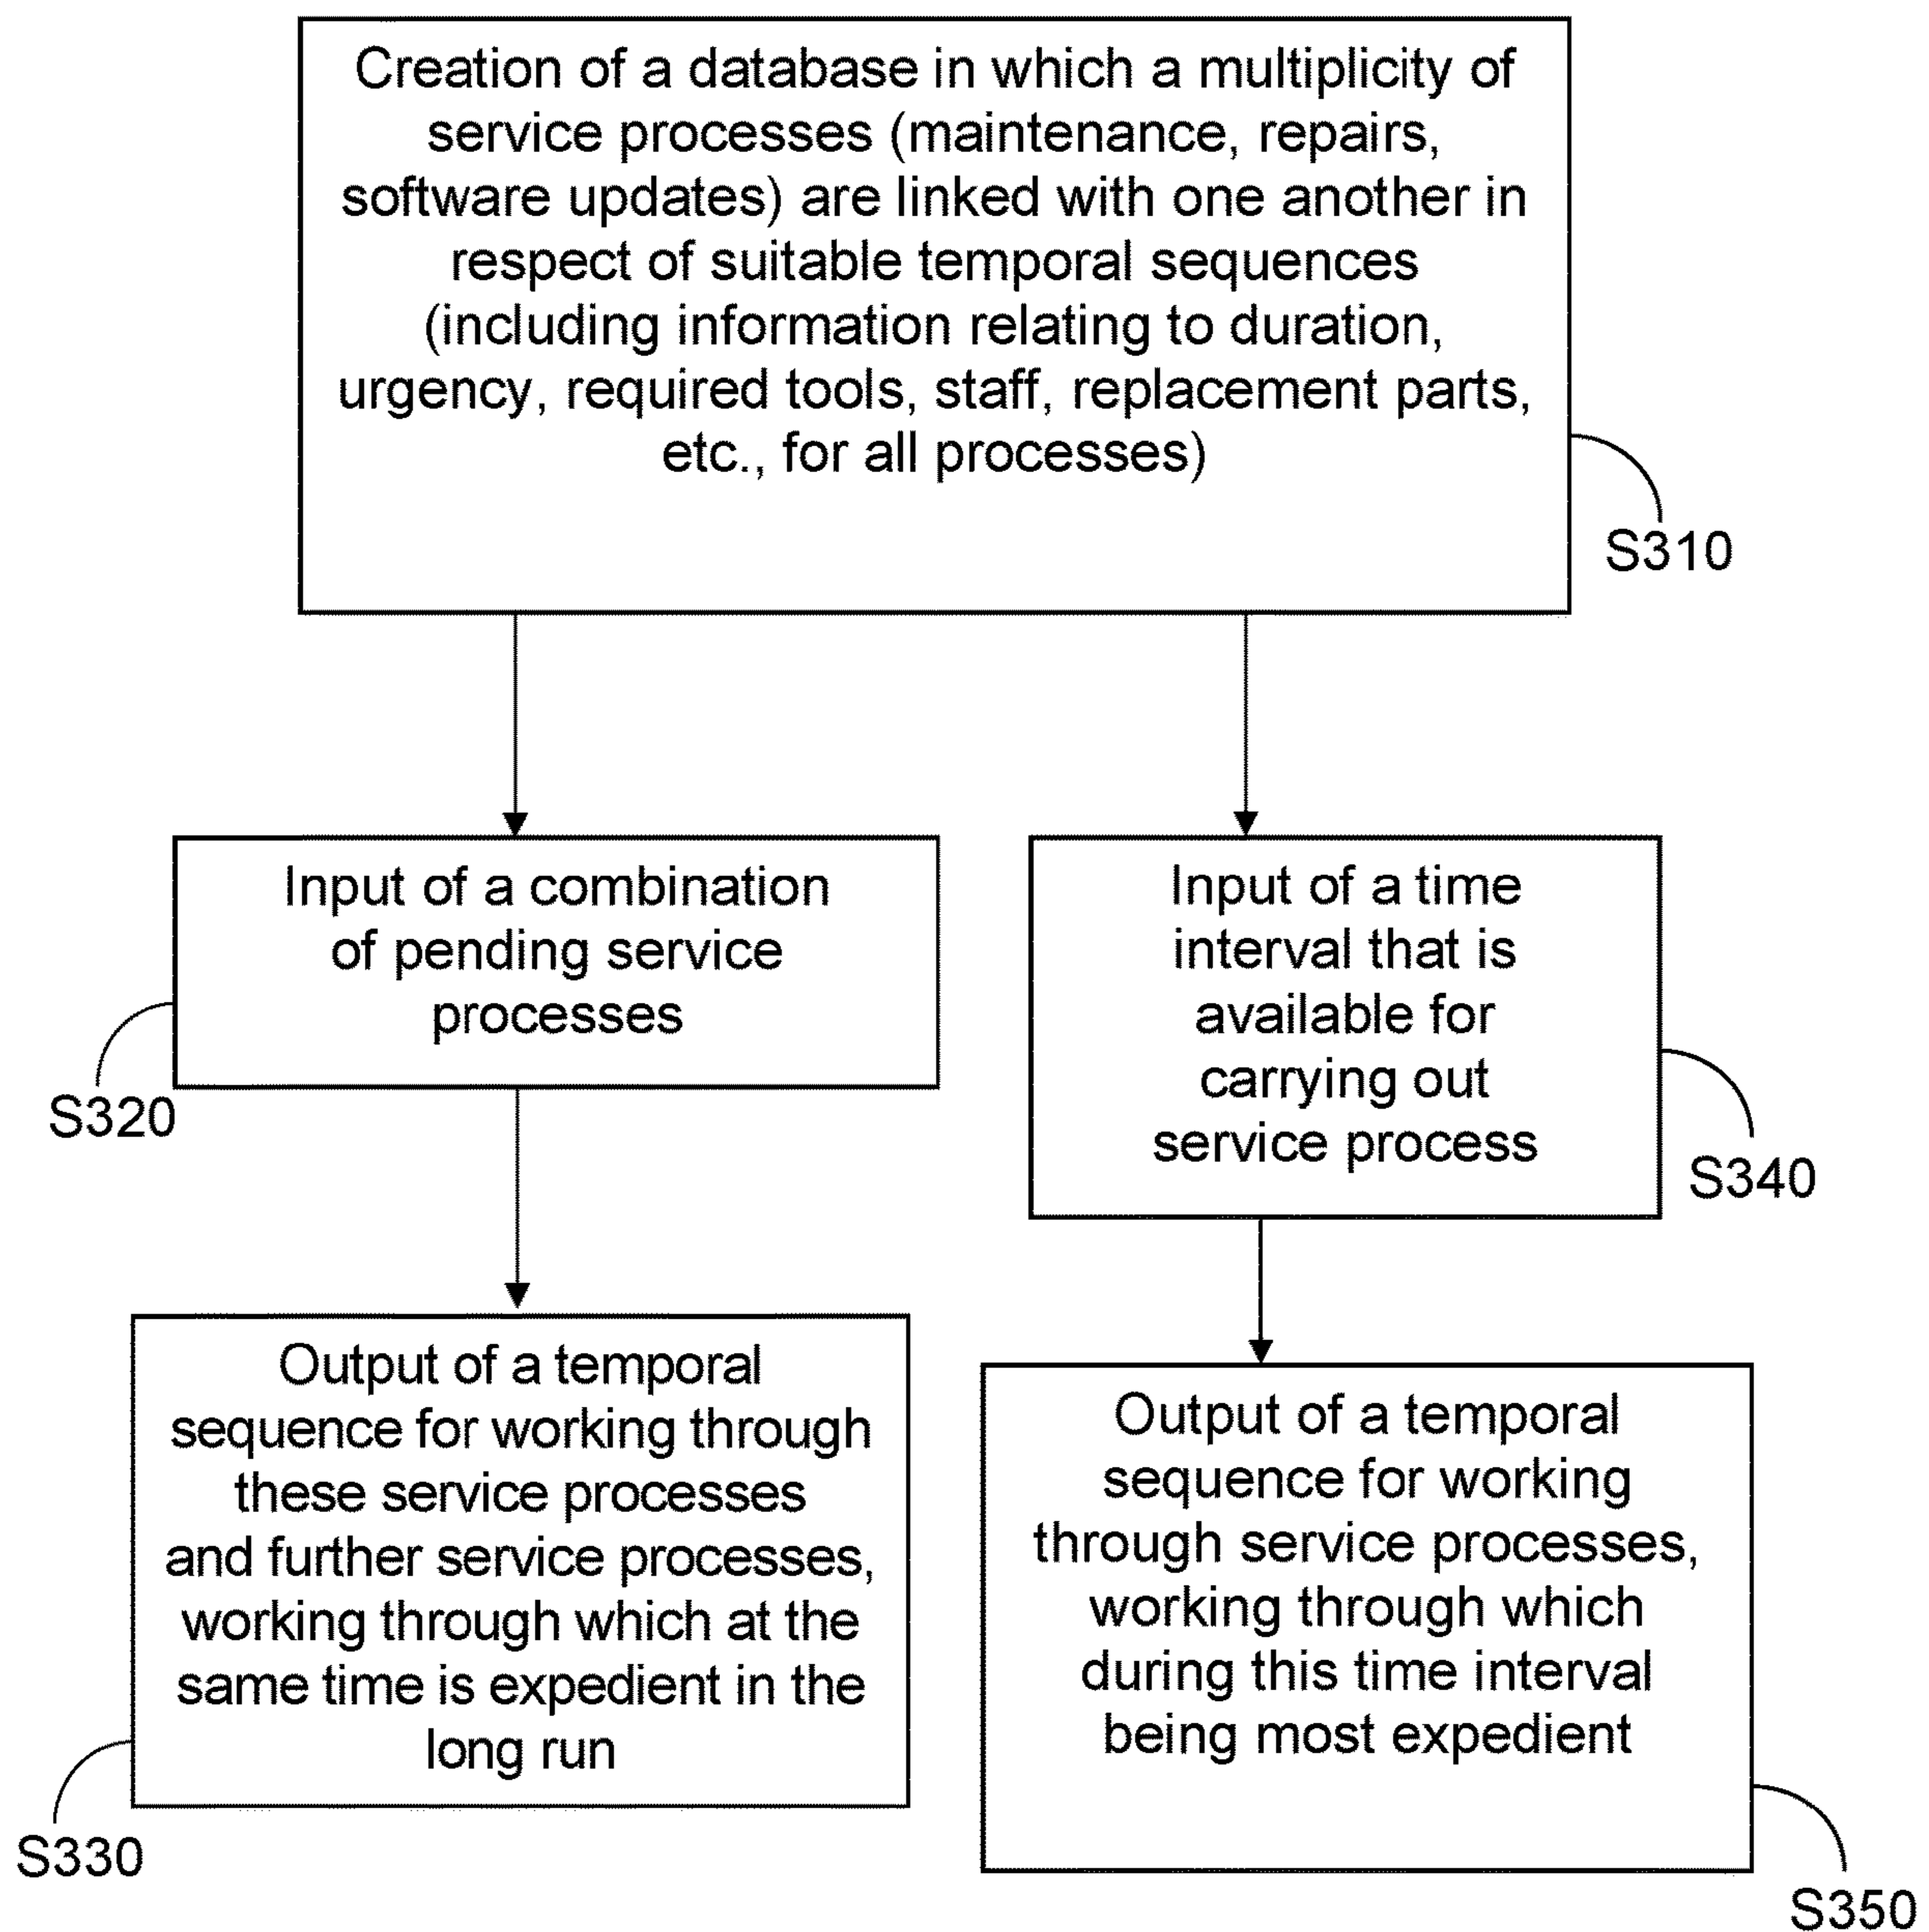 Creation of a database in which a multiplicity of
service processes (maintenance, repairs,
software updates) are linked with one another in
respect of suitable temporal sequences
(including information relating to duration,
urgency, required tools, staff, replacement parts,
etc., for all processes)
S310
Input of a combination
of pending service
processes
S320
Input of a time
interval that is
available for
carrying out
service process
S340
Output of a temporal
sequence for working through
these service processes
and further service processes,
working through which at the
same time is expedient in the
long run
S330
Output of a temporal
sequence for working
through service processes,
working through which
during this time interval
being most expedient
S350